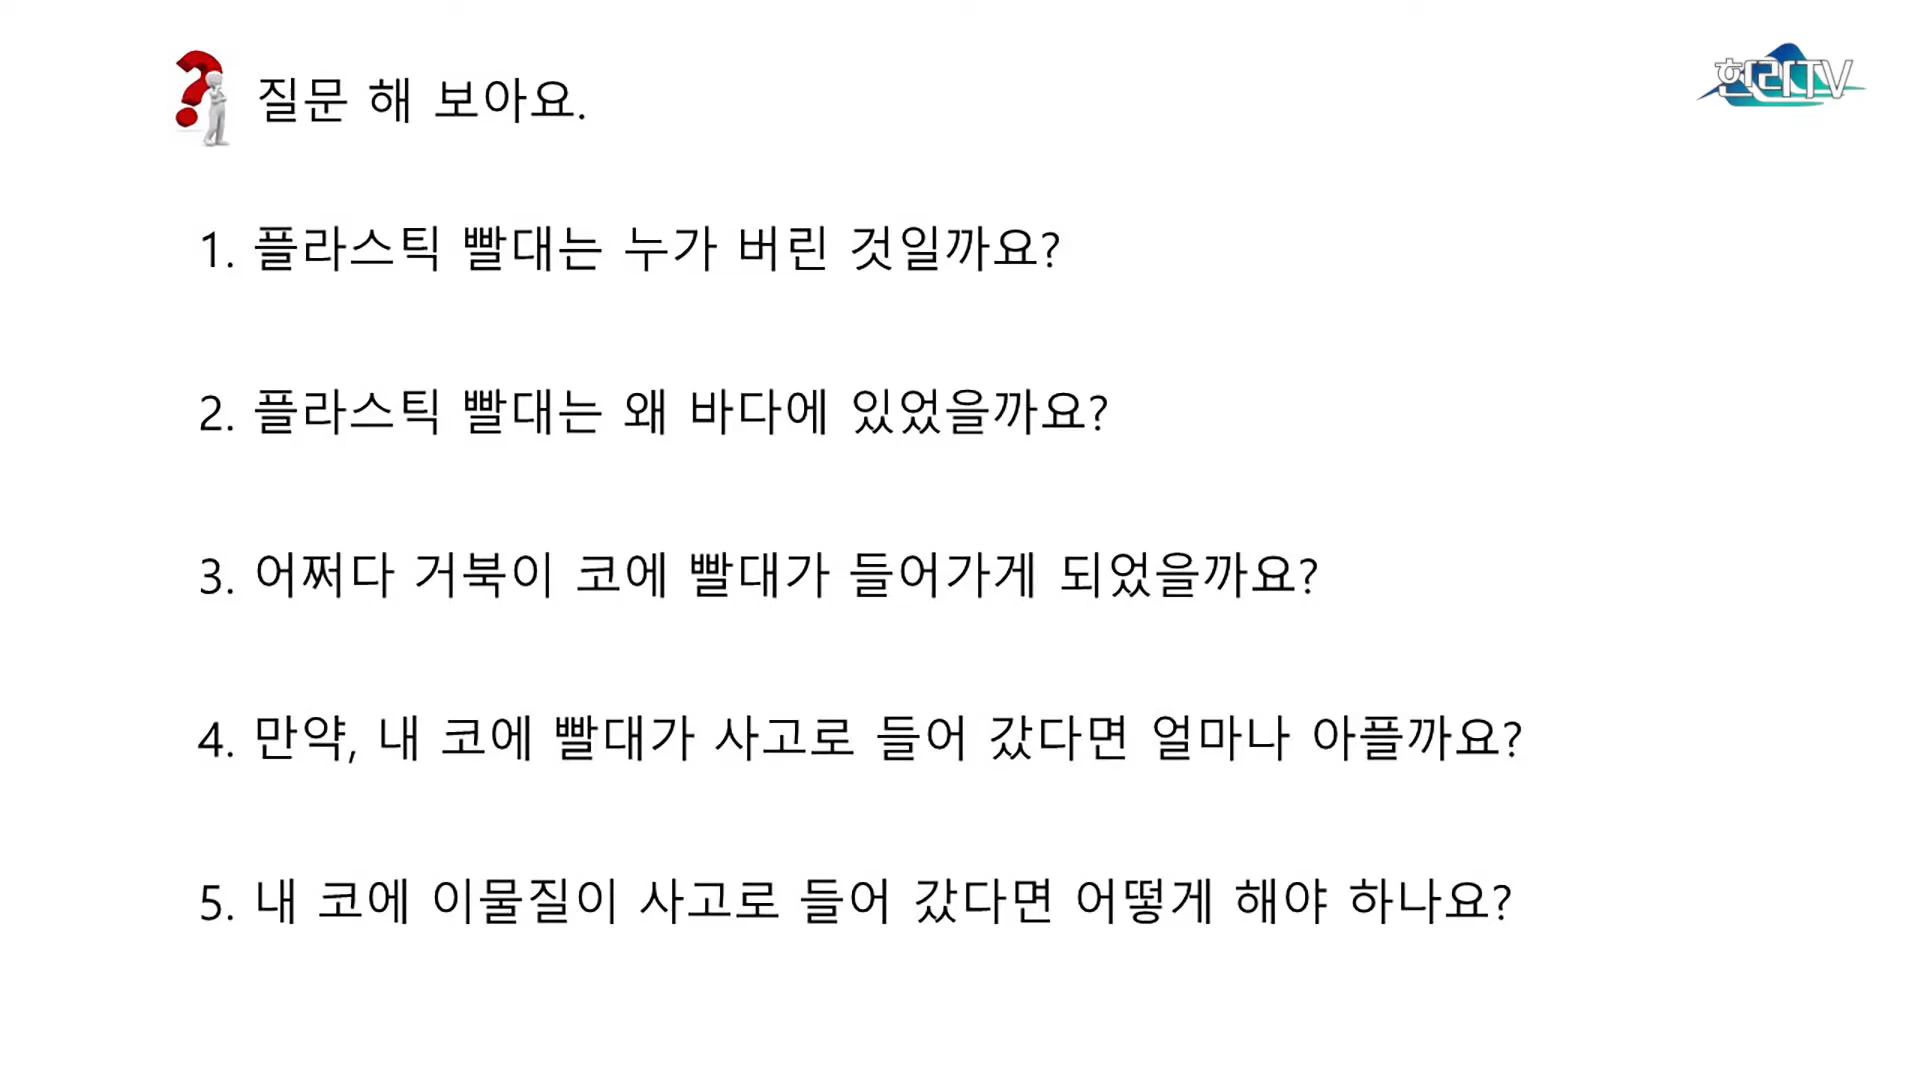 질문 해 보아요.
한라TV
1. 플라스틱 빨대는 누가 버린 것일까요?
2. 플라스틱 빨대는 왜 바다에 있었을까요?
3. 어쩌다 거북이 코에 빨대가 들어가게 되었을까요?
4. 만약, 내 코에 빨대가 사고로 들어 갔다면 얼마나 아플까요?
5. 내 코에 이물질이 사고로 들어 갔다면 어떻게 해야 하나요?